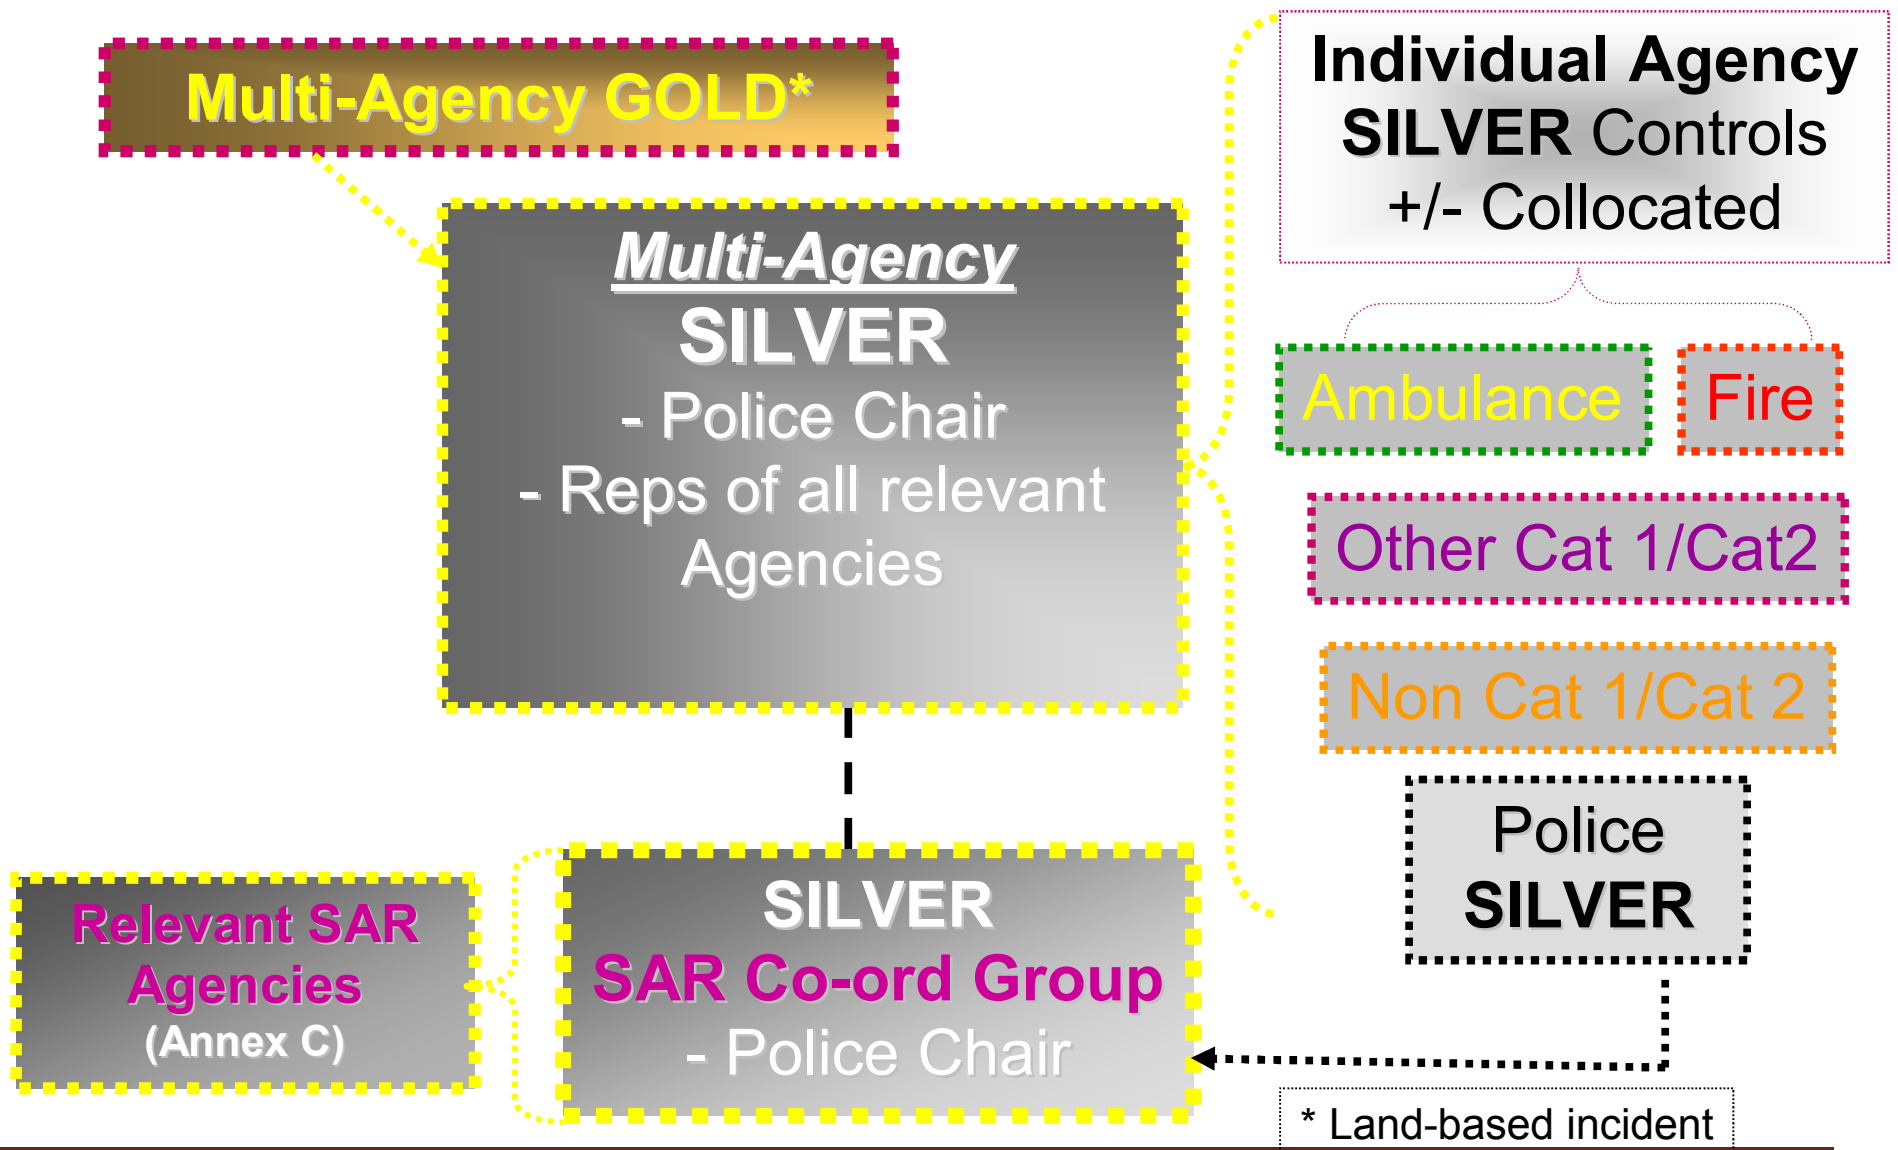 Multi-Agency GOLD*
Multi-Agency
SILVER
- Police Chair
- Reps of all relevant
Agencies
Individual Agency
SILVER Controls
+/- Collocated
Ambulance
Fire
Other Cat 1/Cat2
Non Cat 1/Cat 2
Police
SILVER
Relevant SAR
Agencies
(Annex C)
SILVER
SAR Co-ord Group
- Police Chair
* Land-based incident